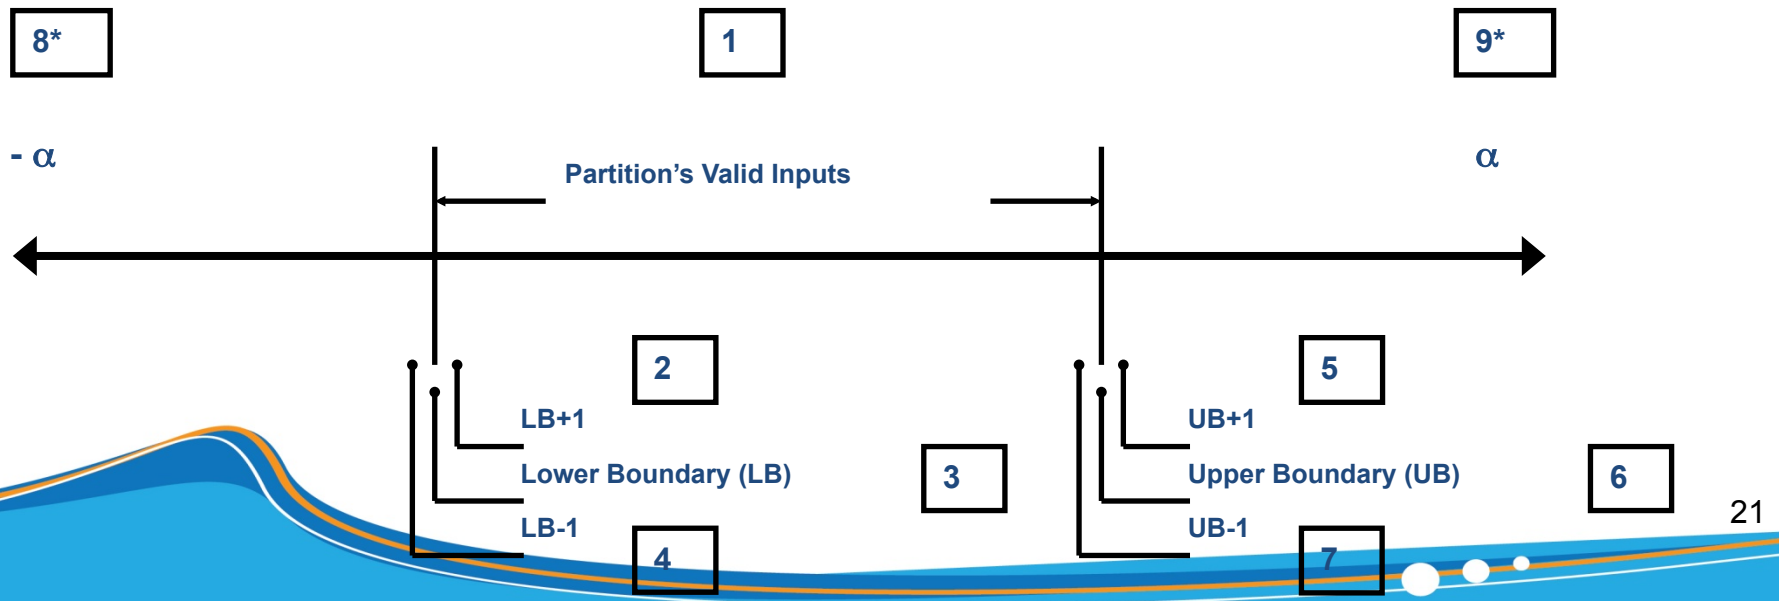 8*
1
9*
- α
α
Partition’s Valid Inputs
2
5
LB+1
UB+1
Lower Boundary (LB)
3
Upper Boundary (UB)
6
21
LB-1
UB-1
4
7